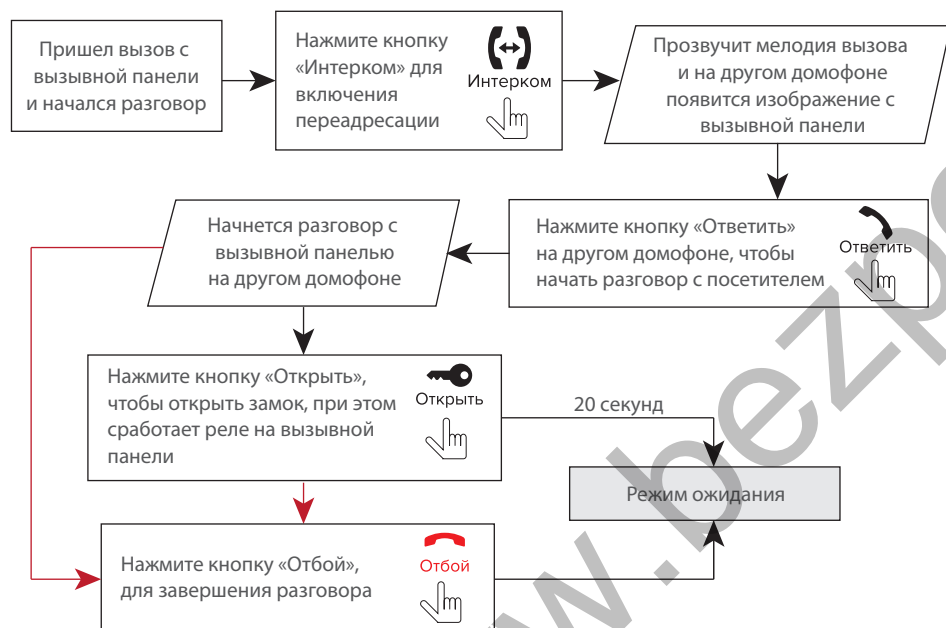 Пришел вызов с
вызывной панели
и начался разговор
Нажмите кнопку
«Интерком» для
включения
переадресации
Интерком
Прозвучит мелодия вызова
и на другом домофоне
появится изображение с
вызывной панели
Начнется разговор с
вызывной панелью
на другом домофоне
Нажмите кнопку «Ответить»
на другом домофоне, чтобы
начать разговор с посетителем
Ответить
Нажмите кнопку «Открыть»,
чтобы открыть замок, при этом
сработает реле на вызывной
панели
Открыть
20 секунд
Режим ожидания
Нажмите кнопку «Отбой»,
для завершения разговора
Отбой
w.bezp